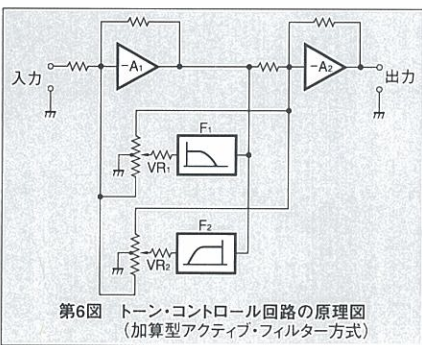 入力
-A₁
-A₂
出力
F₁
VR₁
F₂
VR₂
第6図 トーン・コントロール回路の原理図
(加算型アクティブ・フィルター方式)